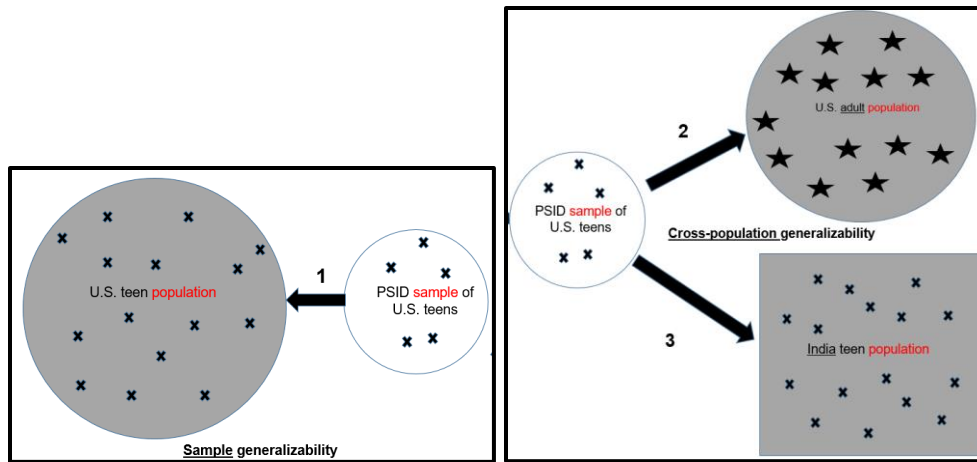 1
U.S. teen population
PSID sample of
U.S. teens
Sample generalizability
2
U.S. adult population
PSID sample of
U.S. teens
Cross-population generalizability
3
India teen population